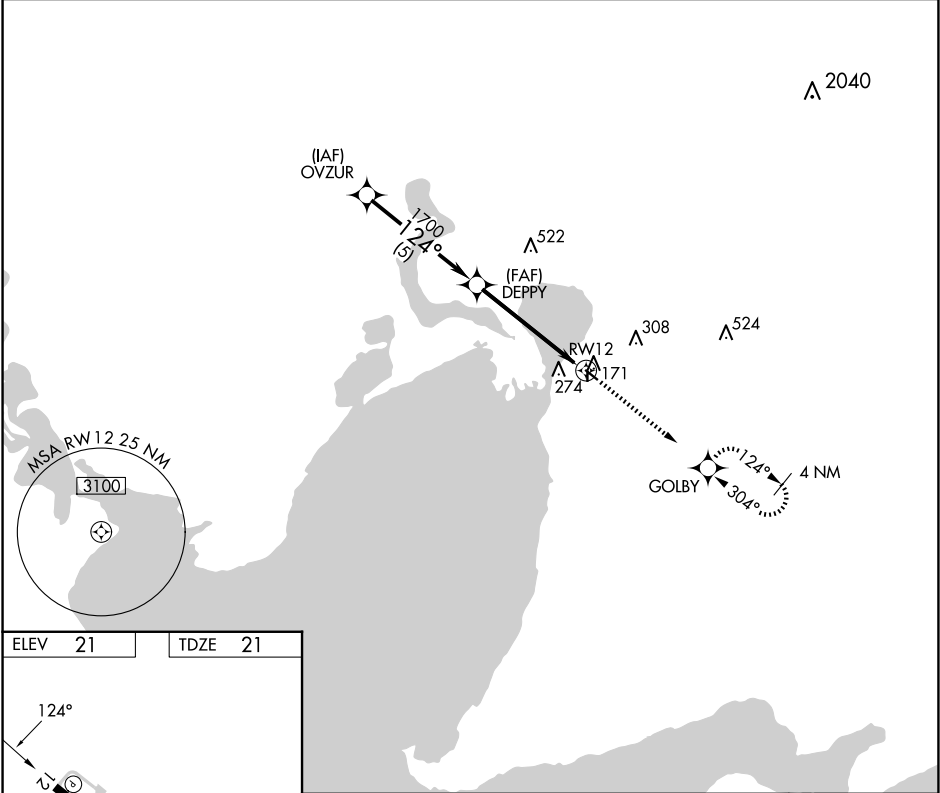 2040
(IAF)
OVZUR
1700
124°
(5)
522
(FAF)
DEPPY
308
524
RW12
171
274
GOLBY
124°
304°
4 NM
MSA RW12 25 NM
3100
ELEV 21
TDZE 21
124°
12
P